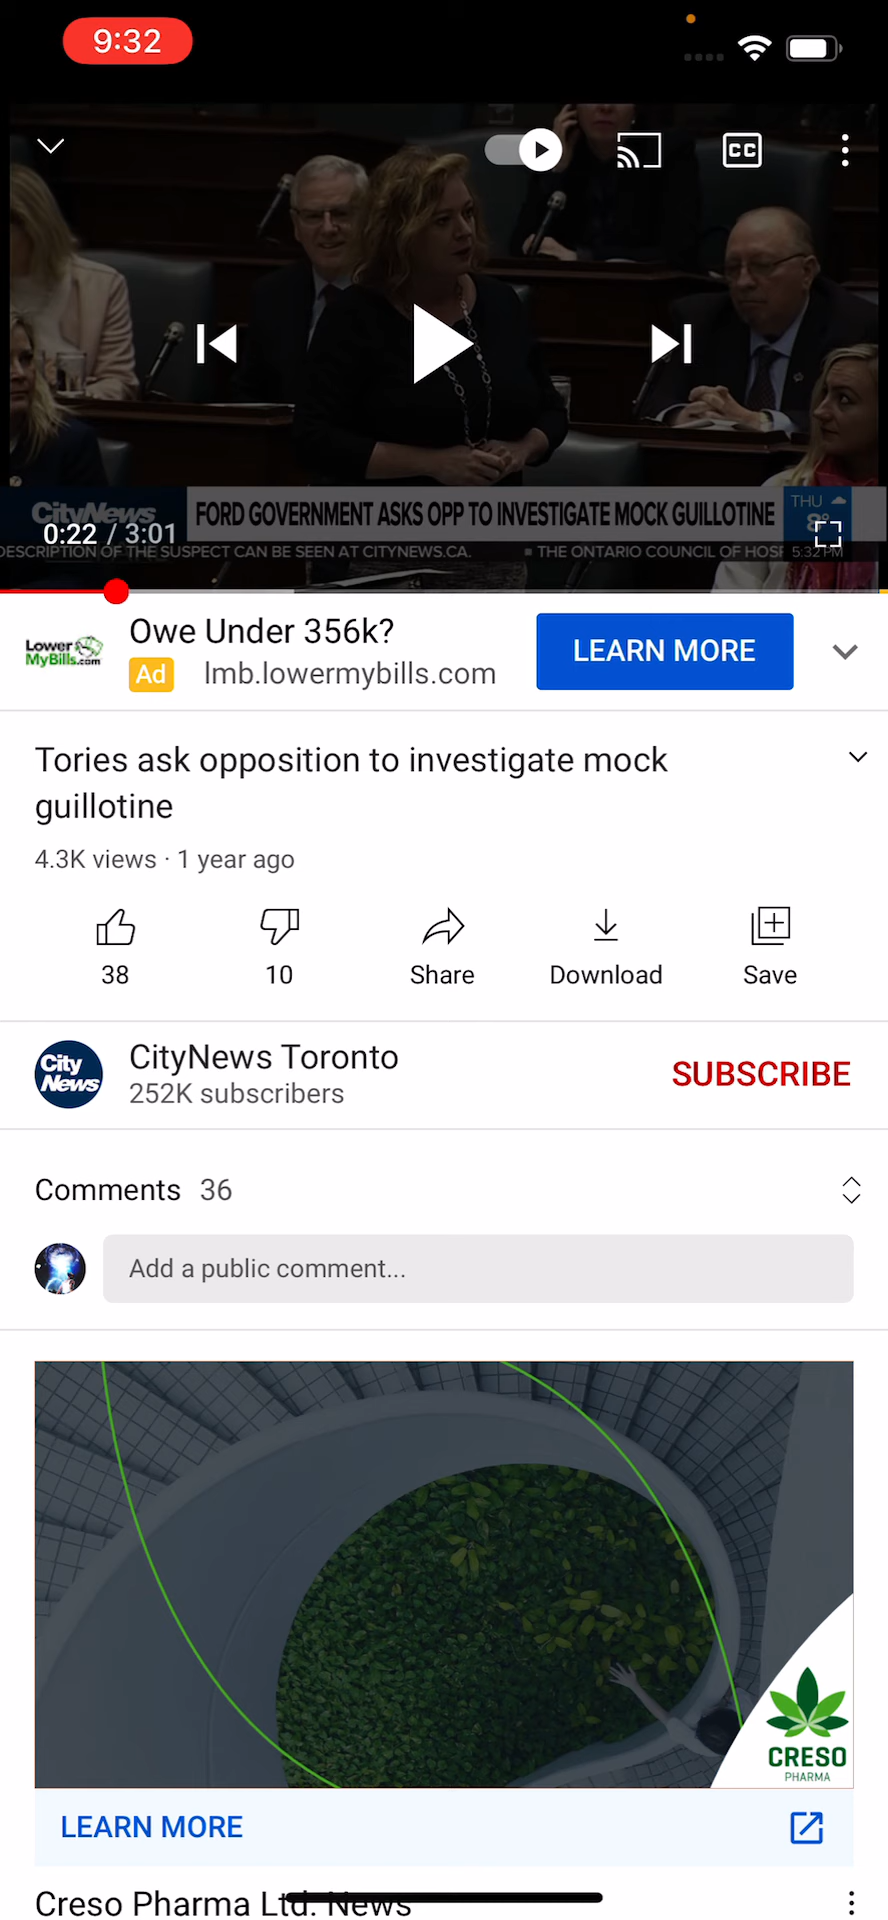 9:32
CC
CityNews
FORD GOVERNMENT ASKS OPP TO INVESTIGATE MOCK GUILLOTINE
THU
8°
0:22 / 3:01
DESCRIPTION OF THE SUSPECT CAN BE SEEN AT CITYNEWS.CA. ▪ THE ONTARIO COUNCIL OF HOSP 5:32 PM
Lower
MyBills.com
Owe Under 356k?
Ad lmb.lowermybills.com
LEARN MORE
Tories ask opposition to investigate mock
guillotine
4.3K views · 1 year ago
38
10
Share
Download
Save
City
News
CityNews Toronto
252K subscribers
SUBSCRIBE
Comments 36
Add a public comment...
CRESO
PHARMA
LEARN MORE
Creso Pharma Ltd. News